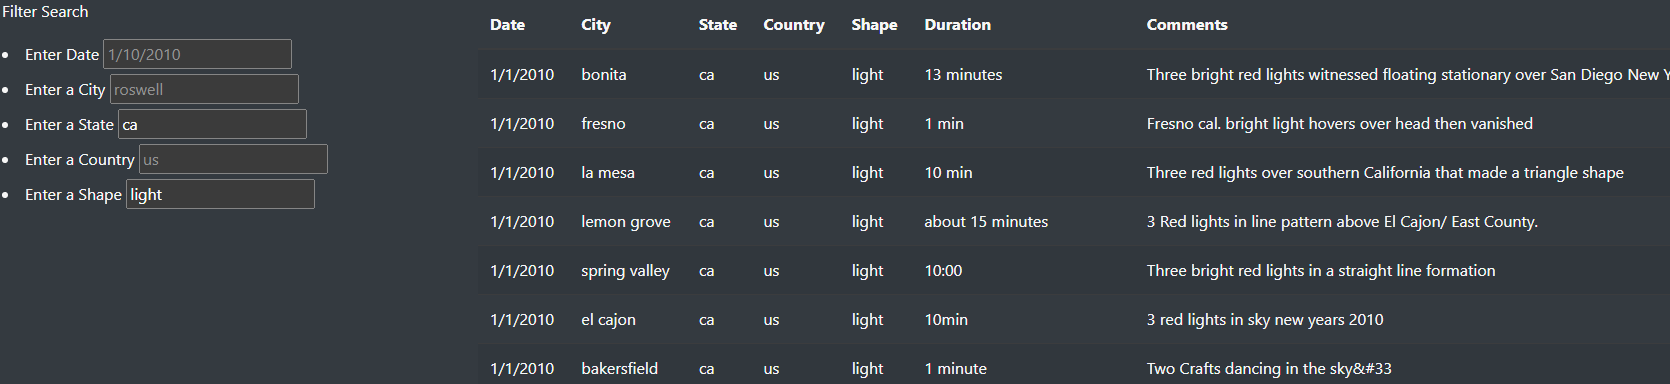 Filter Search
Enter Date 1/10/2010
Enter a City roswell
Enter a State ca
Enter a Country us
Enter a Shape light
Date City State Country Shape Duration Comments
1/1/2010 bonita ca us light 13 minutes Three bright red lights witnessed floating stationary over San Diego New
1/1/2010 fresno ca us light 1 min Fresno cal. bright light hovers over head then vanished
1/1/2010 la mesa ca us light 10 min Three red lights over southern California that made a triangle shape
1/1/2010 lemon grove ca us light about 15 minutes 3 Red lights in line pattern above El Cajon/ East County.
1/1/2010 spring valley ca us light 10:00 Three bright red lights in a straight line formation
1/1/2010 el cajon ca us light 10min 3 red lights in sky new years 2010
1/1/2010 bakersfield ca us light 1 minute Two Crafts dancing in the sky&#33